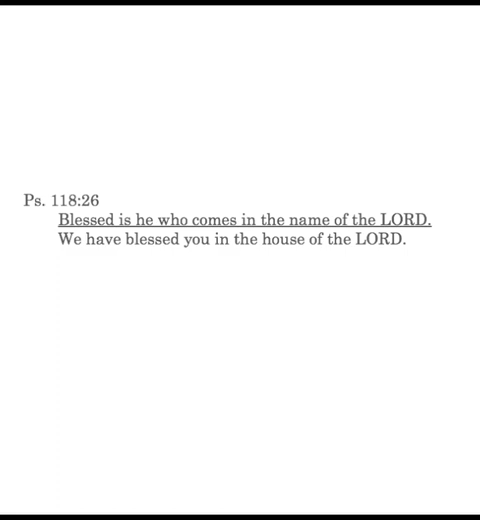 Ps. 118:26
Blessed is he who comes in the name of the LORD.
We have blessed you in the house of the LORD.